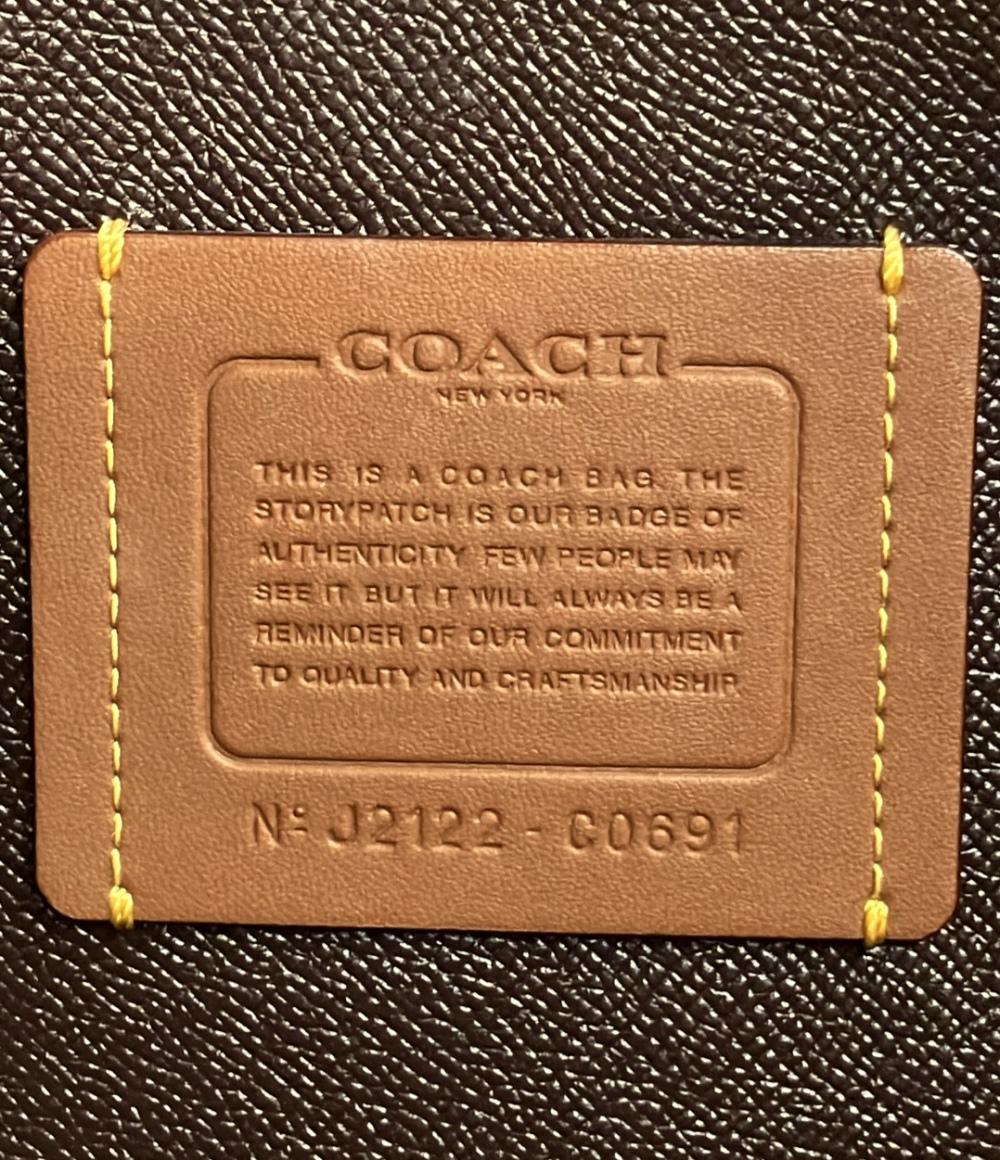 COACH
NEW YORK
THIS IS A COACH BAG. THE
STORYPATCH IS OUR BADGE OF
AUTHENTICITY. FEW PEOPLE MAY
SEE IT BUT IT WILL ALWAYS BE A
REMINDER OF OUR COMMITMENT
TO QUALITY AND CRAFTSMANSHIP.
Nº J2122 - C0691